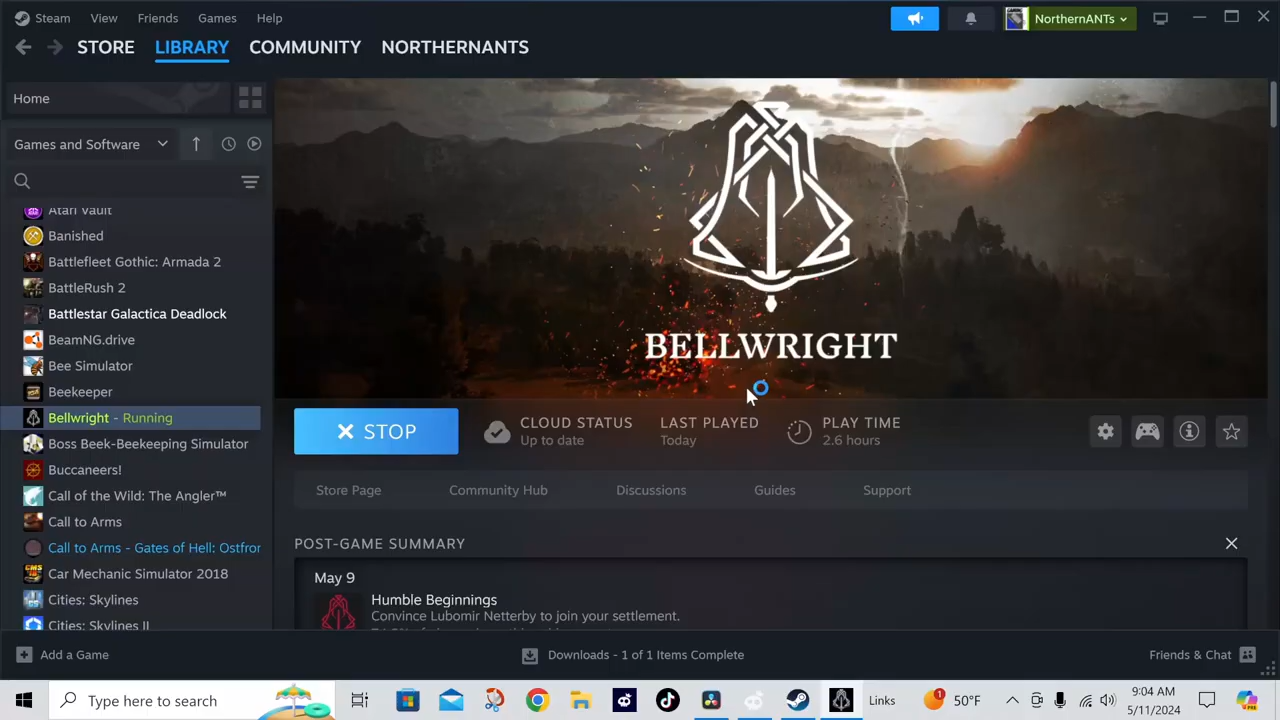 Steam View Friends Games Help NorthernANTs
STORE LIBRARY COMMUNITY NORTHERNANTS
Home
Games and Software
Atari Vault
Banished
Battlefleet Gothic: Armada 2
BattleRush 2
Battlestar Galactica Deadlock
BeamNG.drive
Bee Simulator
Beekeeper
Bellwright - Running
Boss Beek-Beekeeping Simulator
Buccaneers!
Call of the Wild: The Angler™
Call to Arms
Call to Arms - Gates of Hell: Ostfror
Car Mechanic Simulator 2018
Cities: Skylines
Cities: Skylines II
BELLWRIGHT
STOP
CLOUD STATUS
Up to date
LAST PLAYED
Today
PLAY TIME
2.6 hours
Store Page Community Hub Discussions Guides Support
POST-GAME SUMMARY
May 9
Humble Beginnings
Convince Lubomir Netterby to join your settlement.
Add a Game Downloads - 1 of 1 Items Complete Friends & Chat
Type here to search Links 1 50°F 9:04 AM
5/11/2024